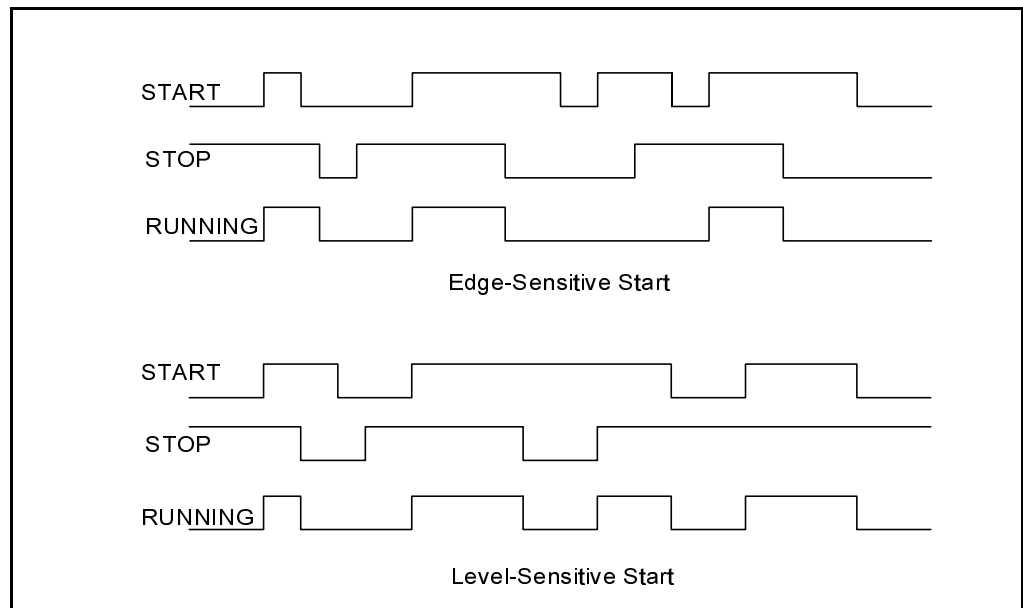 START
STOP
RUNNING
Edge-Sensitive Start
START
STOP
RUNNING
Level-Sensitive Start